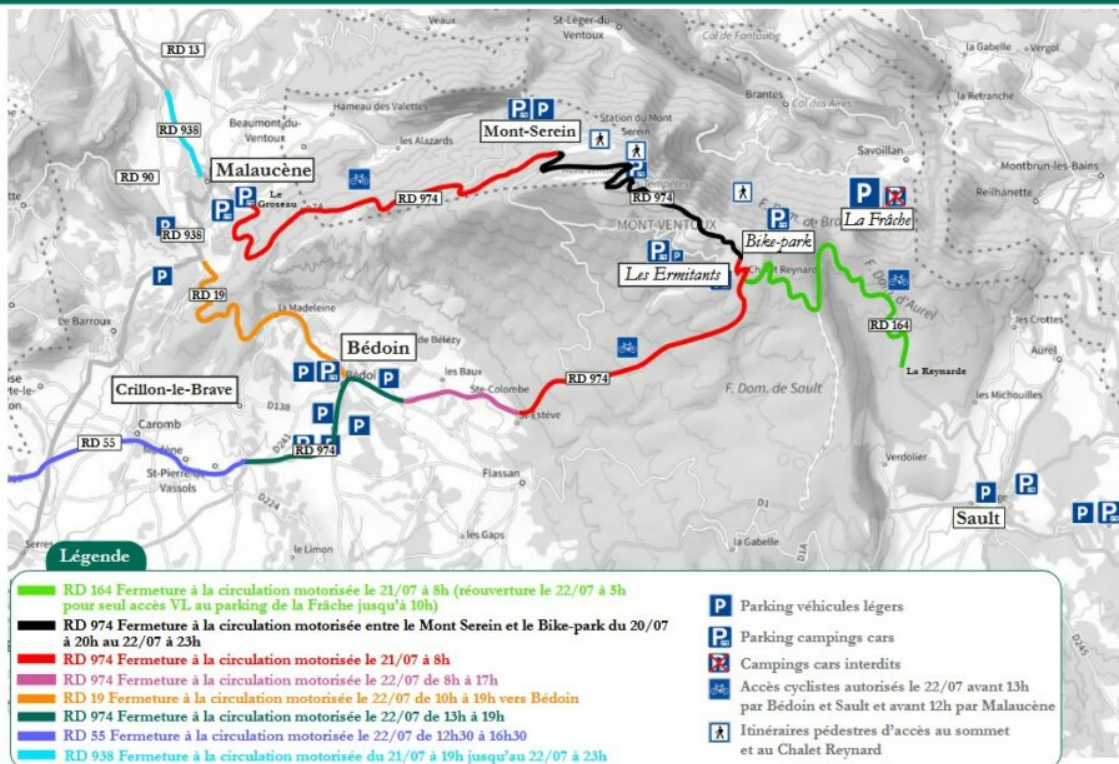 Veaux
St-Léger-du
Ventoux
Col de Fontaube
la Gabelle
Vergol
RD 13
la Retranche
Hameau des Valettes
Brantes
Col des Aires
RD 938
Beaumont-du-
Ventoux
les Alazards
Mont-Serein
Station du Mont
Serein
Savoillan
Montbrun-les-Bains
Reilhanette
RD 90
Malaucène
Le
Groseau
RD 974
RD 974
MONT-VENTOUX
La Frâche
RD 938
Bike-park
Les Ermitants
Chalet Reynard
RD 19
la Madeleine
Le Barroux
les Crottes
RD 164
Aurel
La Reynarde
Bédoin
les Baux
Ste-Colombe
RD 974
F. Dom. de Sault
les Michouilles
Crillon-le-Brave
D138
St-Estève
Caromb
RD 55
D241
RD 974
Modène
St-Pierre-de
Vassols
Flassan
Verdolier
D224
D1
Sault
Serres
le Limon
les Gaps
la Gabelle
D1A
D245
Légende
RD 164 Fermeture à la circulation motorisée le 21/07 à 8h (réouverture le 22/07 à 5h
pour seul accès VL au parking de la Frâche jusqu'à 10h)
RD 974 Fermeture à la circulation motorisée entre le Mont Serein et le Bike-park du 20/07
à 20h au 22/07 à 23h
RD 974 Fermeture à la circulation motorisée le 21/07 à 8h
RD 974 Fermeture à la circulation motorisée le 22/07 de 8h à 17h
RD 19 Fermeture à la circulation motorisée le 22/07 de 10h à 19h vers Bédoin
RD 974 Fermeture à la circulation motorisée le 22/07 de 13h à 19h
RD 55 Fermeture à la circulation motorisée le 22/07 de 12h30 à 16h30
RD 938 Fermeture à la circulation motorisée du 21/07 à 19h jusqu'au 22/07 à 23h
P Parking véhicules légers
P Parking campings cars
Campings cars interdits
Accès cyclistes autorisés le 22/07 avant 13h
par Bédoin et Sault et avant 12h par Malaucène
Itinéraires pédestres d'accès au sommet
et au Chalet Reynard